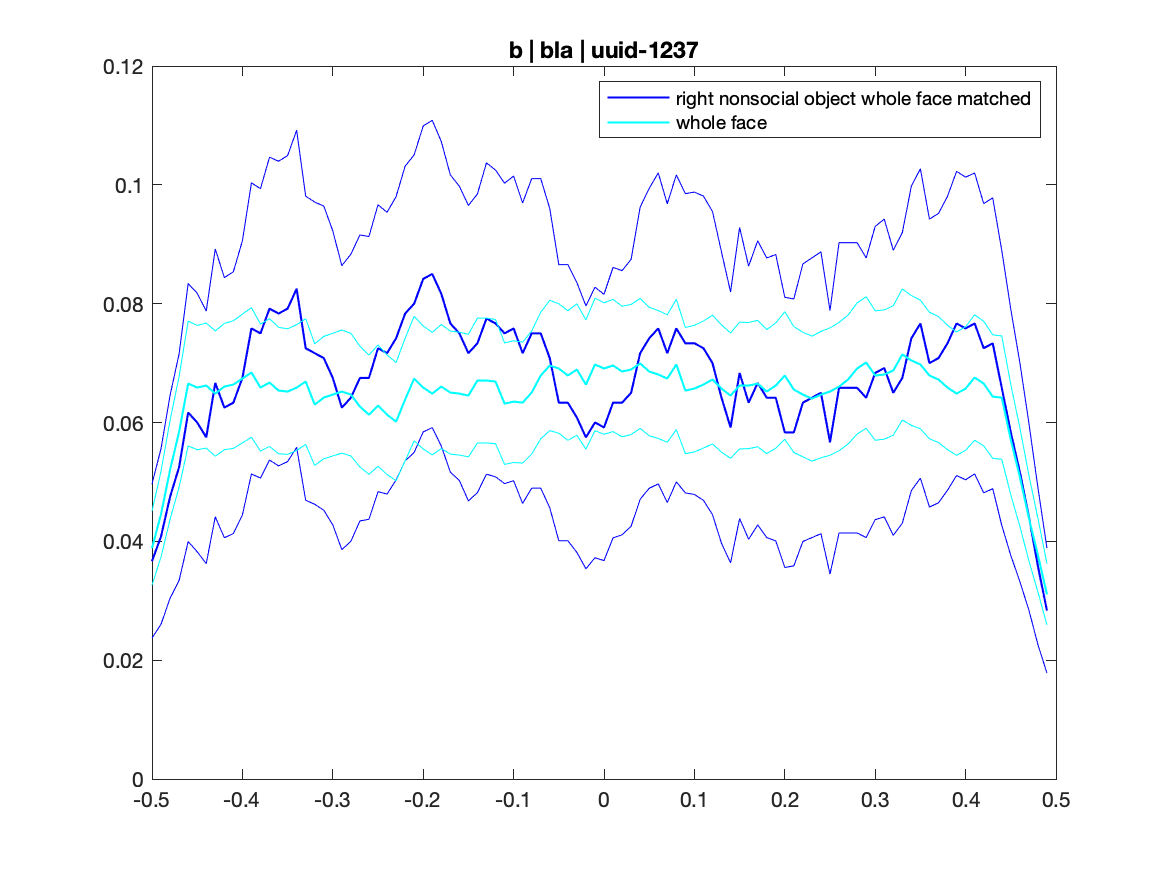 b | bla | uuid-1237
0.12
0.1
0.08
0.06
0.04
0.02
0
right nonsocial object whole face matched
whole face
-0.5 -0.4 -0.3 -0.2 -0.1 0 0.1 0.2 0.3 0.4 0.5